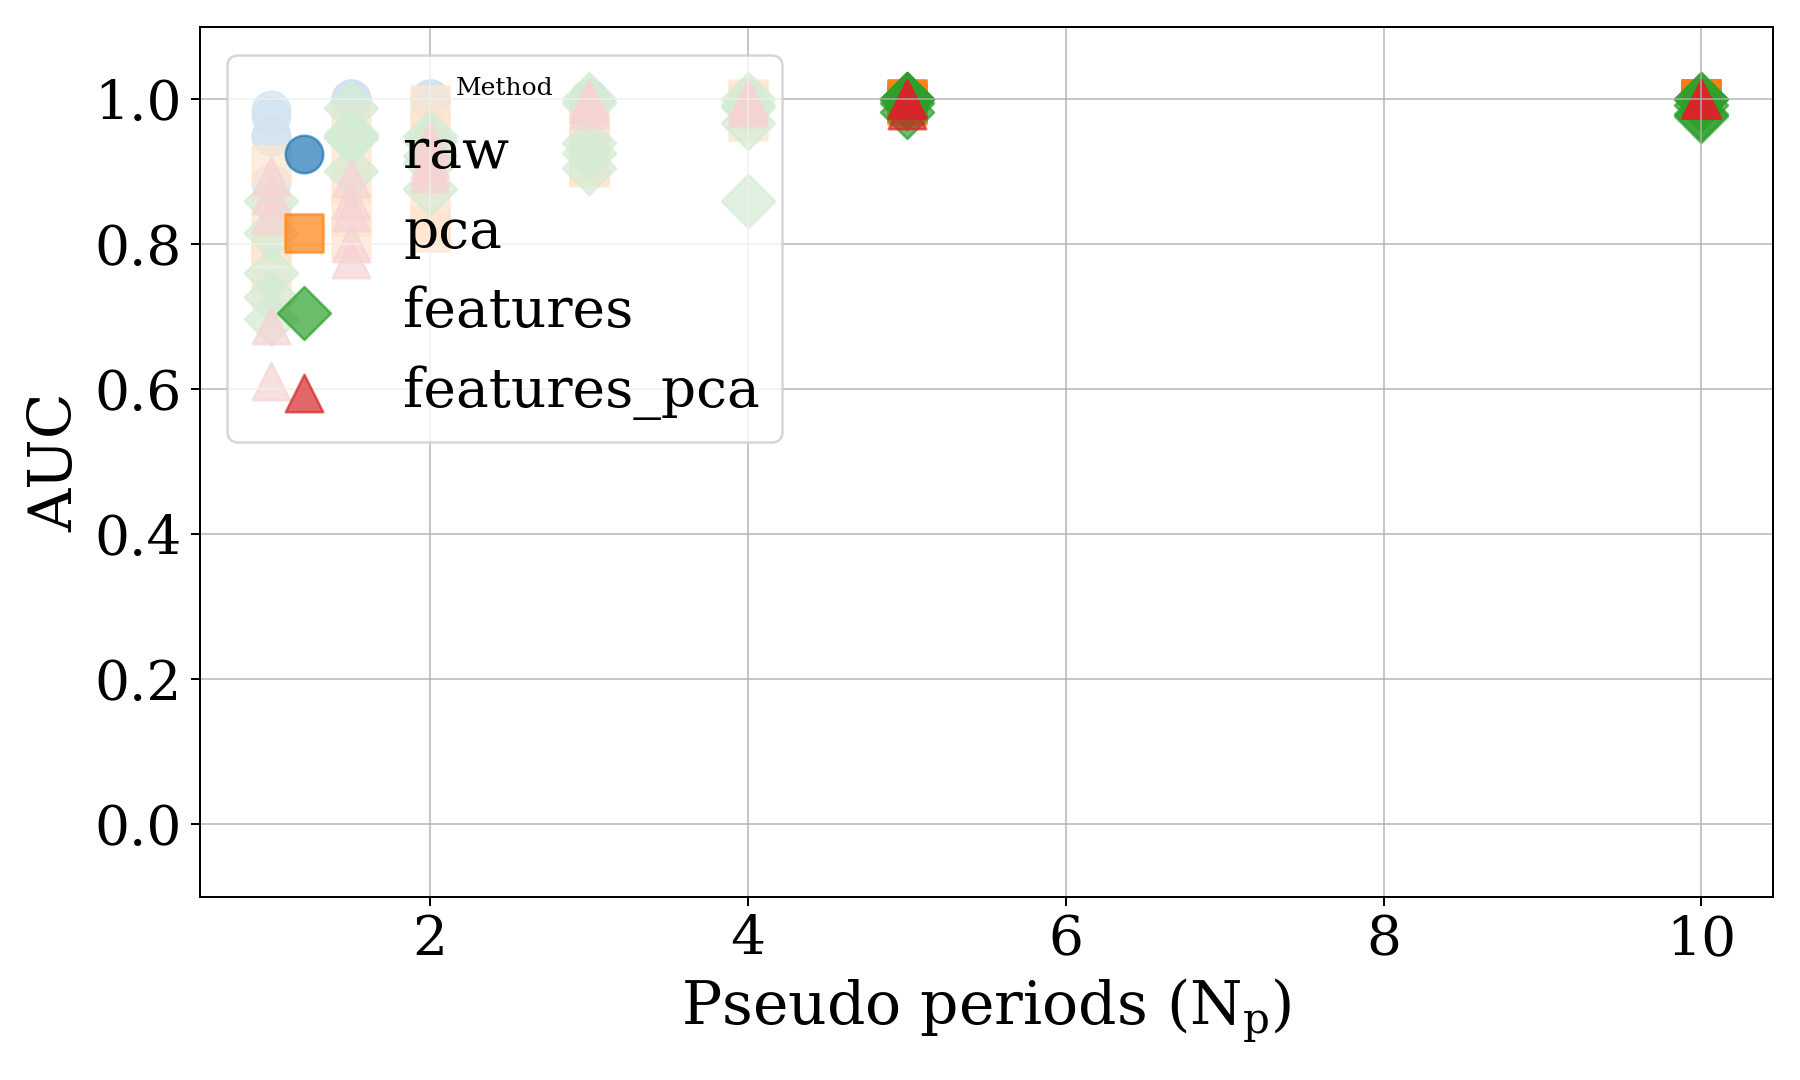 Method
raw
pca
features
features_pca
AUC
1.0
0.8
0.6
0.4
0.2
0.0
2 4 6 8 10
Pseudo periods (Np)